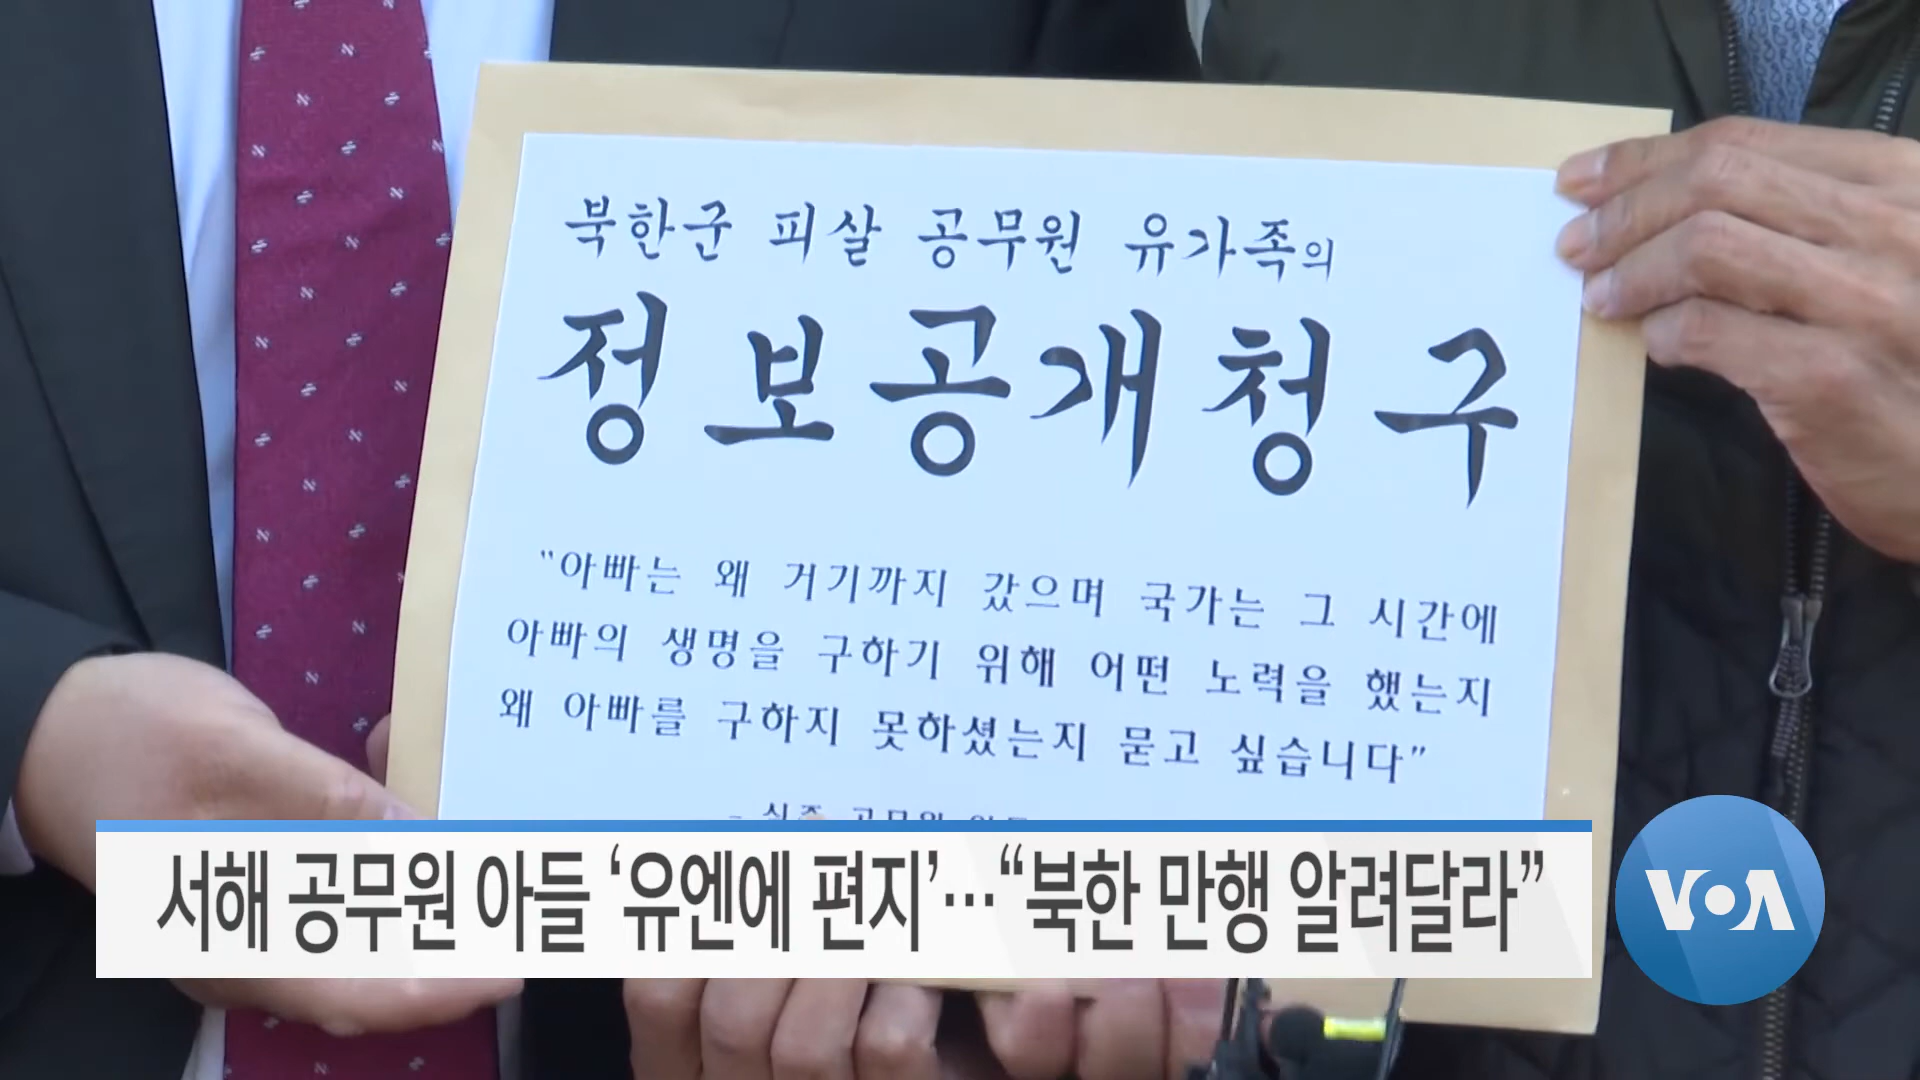 북한군 피살 공무원 유가족의
정보공개청구
"아빠는 왜 거기까지 갔으며 국가는 그 시간에
아빠의 생명을 구하기 위해 어떤 노력을 했는지
왜 아빠를 구하지 못하셨는지 묻고 싶습니다"
서해 공무원 아들 ‘유엔에 편지’…“북한 만행 알려달라”
VOA